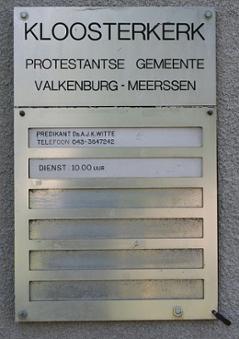 KLOOSTERKERK
PROTESTANTSE GEMEENTE
VALKENBURG - MEERSSEN
PREDIKANT Ds. A.J.K. WITTE
TELEFOON 043-3647242
DIENST 10.00 UUR